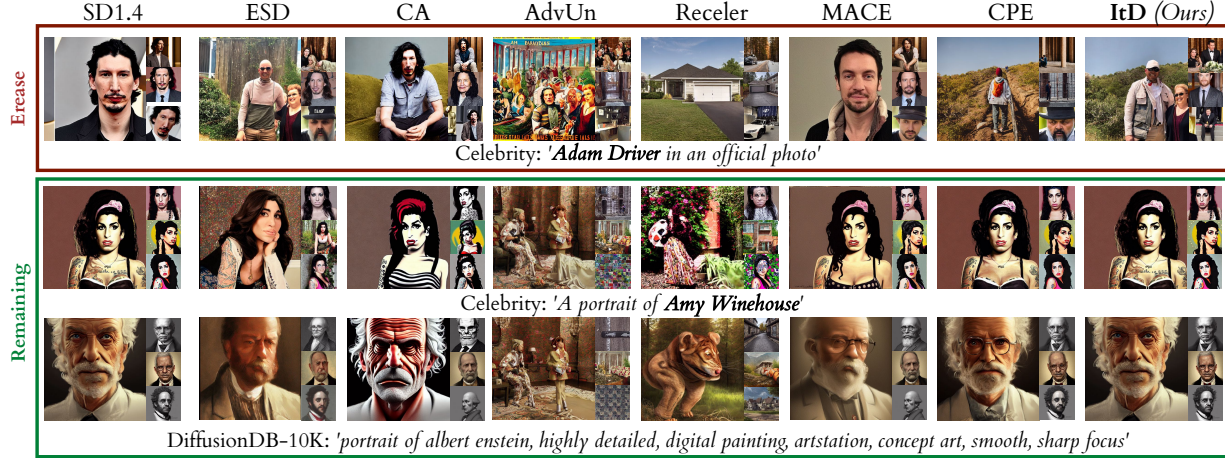 SD1.4 ESD CA AdvUn Receler MACE CPE ItD (Ours)
Erease
Celebrity: 'Adam Driver in an official photo'
Remaining
Celebrity: 'A portrait of Amy Winehouse'
DiffusionDB-10K: 'portrait of albert enstein, highly detailed, digital painting, artstation, concept art, smooth, sharp focus'